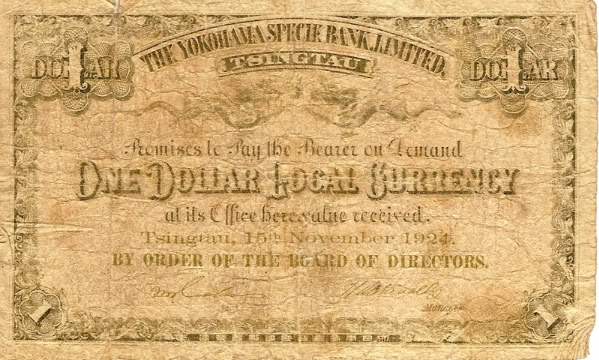 THE YOKOHAMA SPECIE BANK, LIMITED.
TSINGTAU
1 DOLLAR
1 DOLLAR
Promises to Pay the Bearer on Demand
ONE DOLLAR LOCAL CURRENCY
at its Office here, value received.
Tsingtau, 15th November 1924.
BY ORDER OF THE BOARD OF DIRECTORS.
Manager
1
1